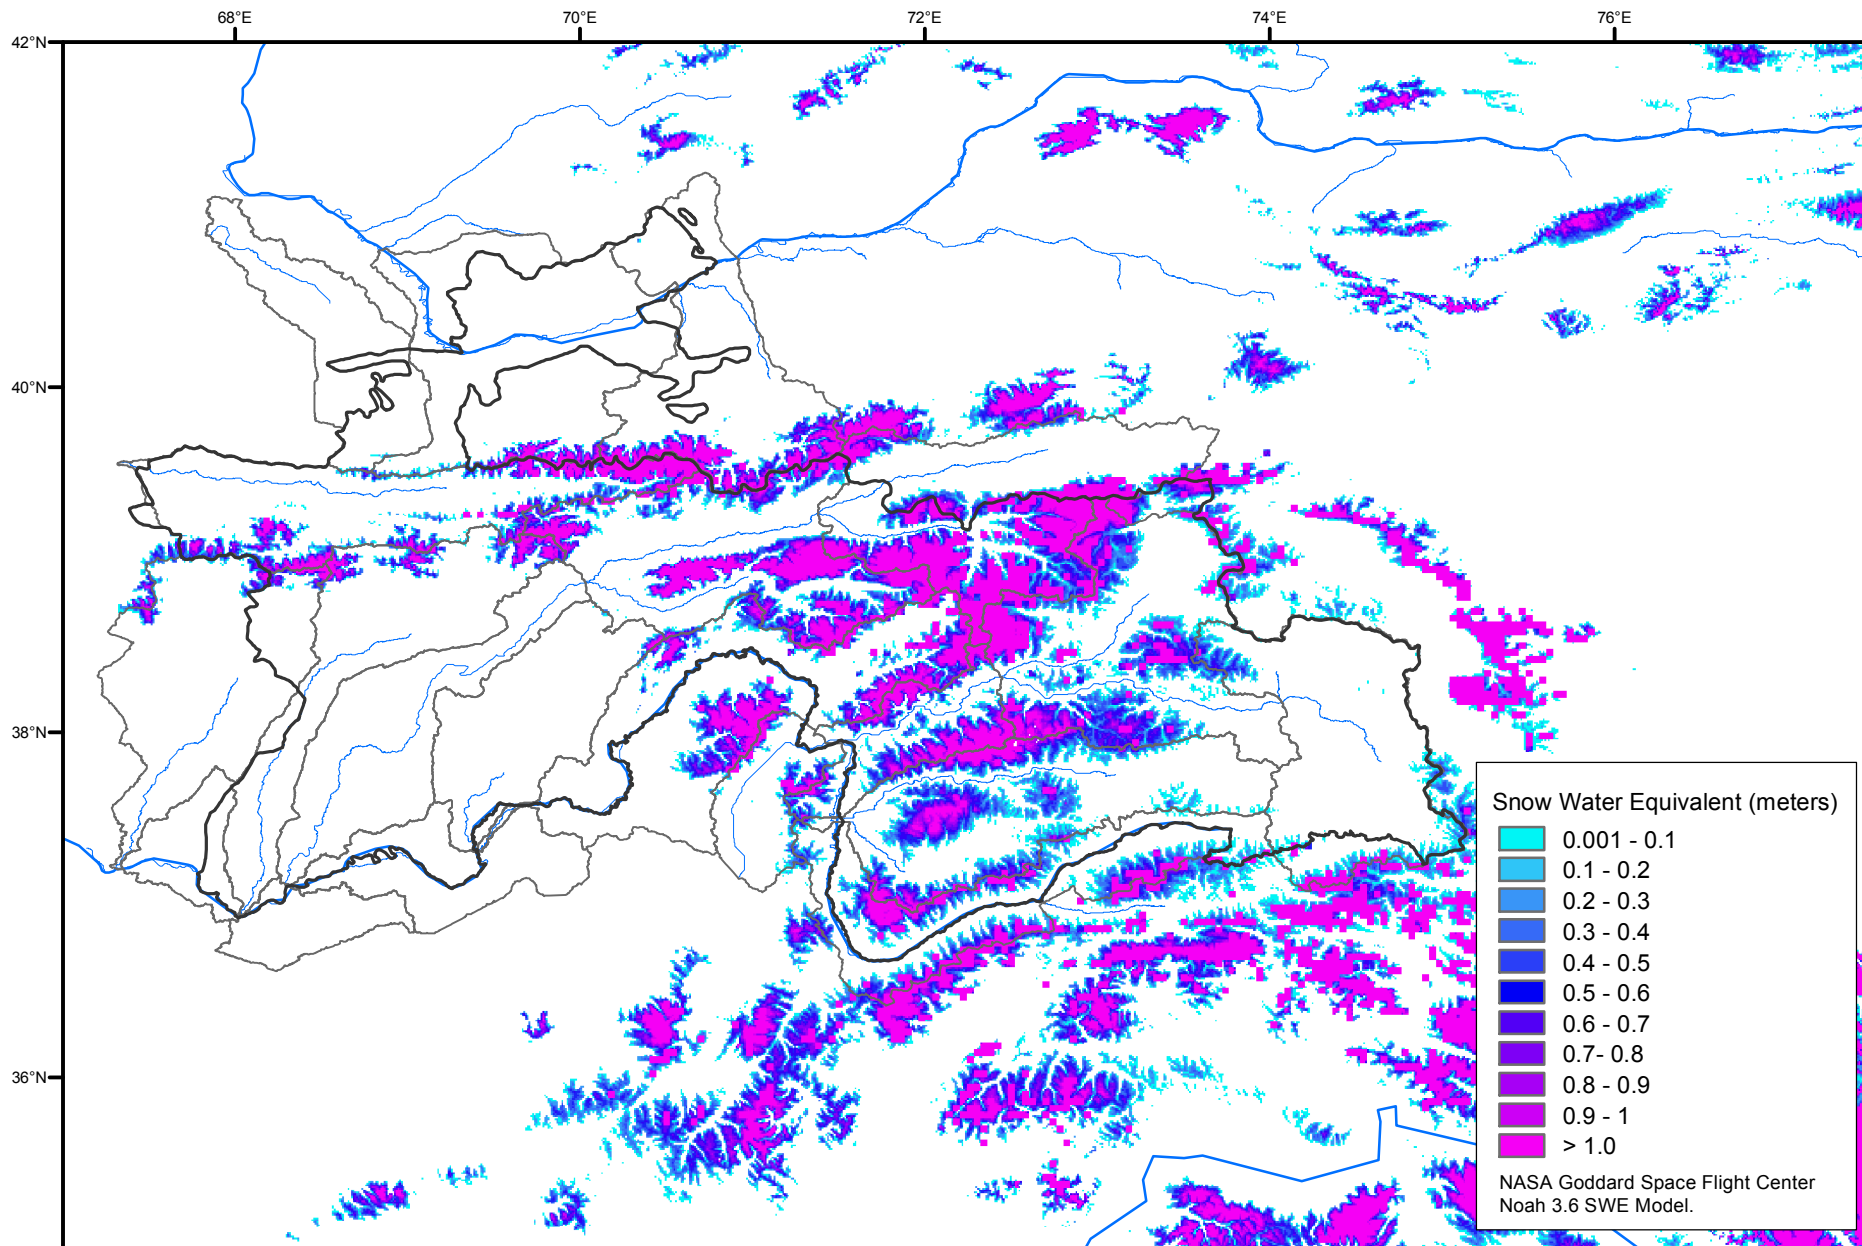 68°E 70°E 72°E 74°E 76°E
42°N
40°N
38°N
36°N
Snow Water Equivalent (meters)
0.001 - 0.1
0.1 - 0.2
0.2 - 0.3
0.3 - 0.4
0.4 - 0.5
0.5 - 0.6
0.6 - 0.7
0.7- 0.8
0.8 - 0.9
0.9 - 1
> 1.0
NASA Goddard Space Flight Center
Noah 3.6 SWE Model.